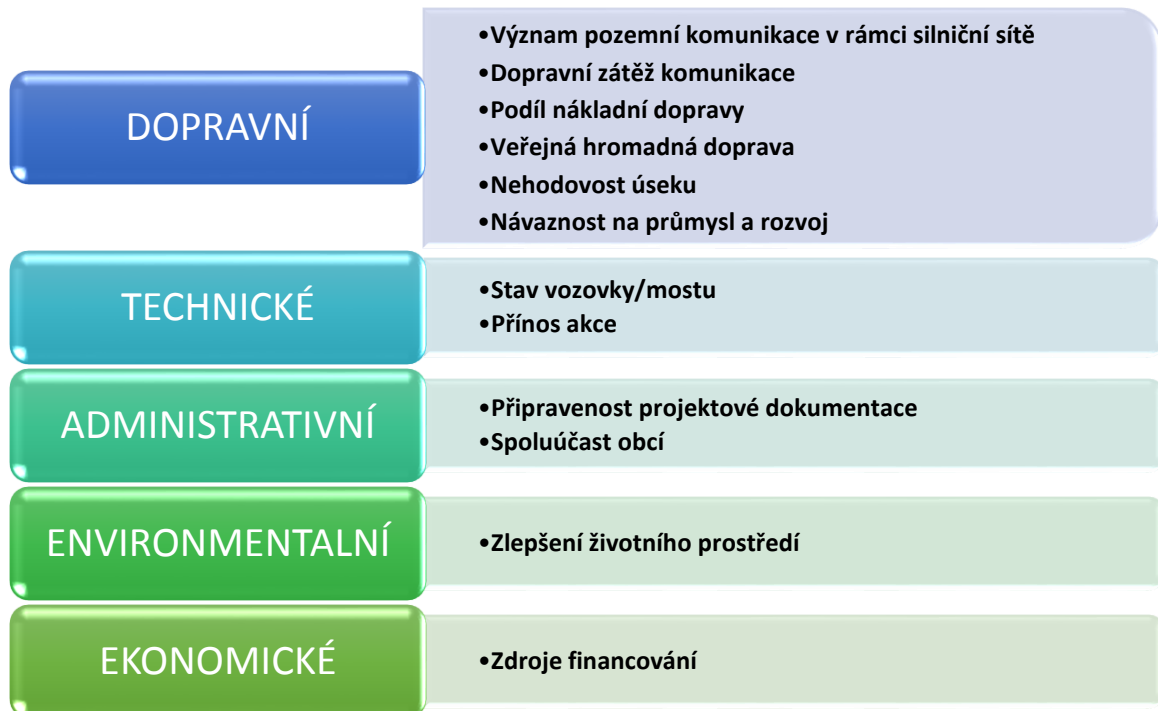 DOPRAVNÍ
•Význam pozemní komunikace v rámci silniční sítě
•Dopravní zátěž komunikace
•Podíl nákladní dopravy
•Veřejná hromadná doprava
•Nehodovost úseku
•Návaznost na průmysl a rozvoj
TECHNICKÉ
•Stav vozovky/mostu
•Přínos akce
ADMINISTRATIVNÍ
•Připravenost projektové dokumentace
•Spoluúčast obcí
ENVIRONMENTALNÍ
•Zlepšení životního prostředí
EKONOMICKÉ
•Zdroje financování